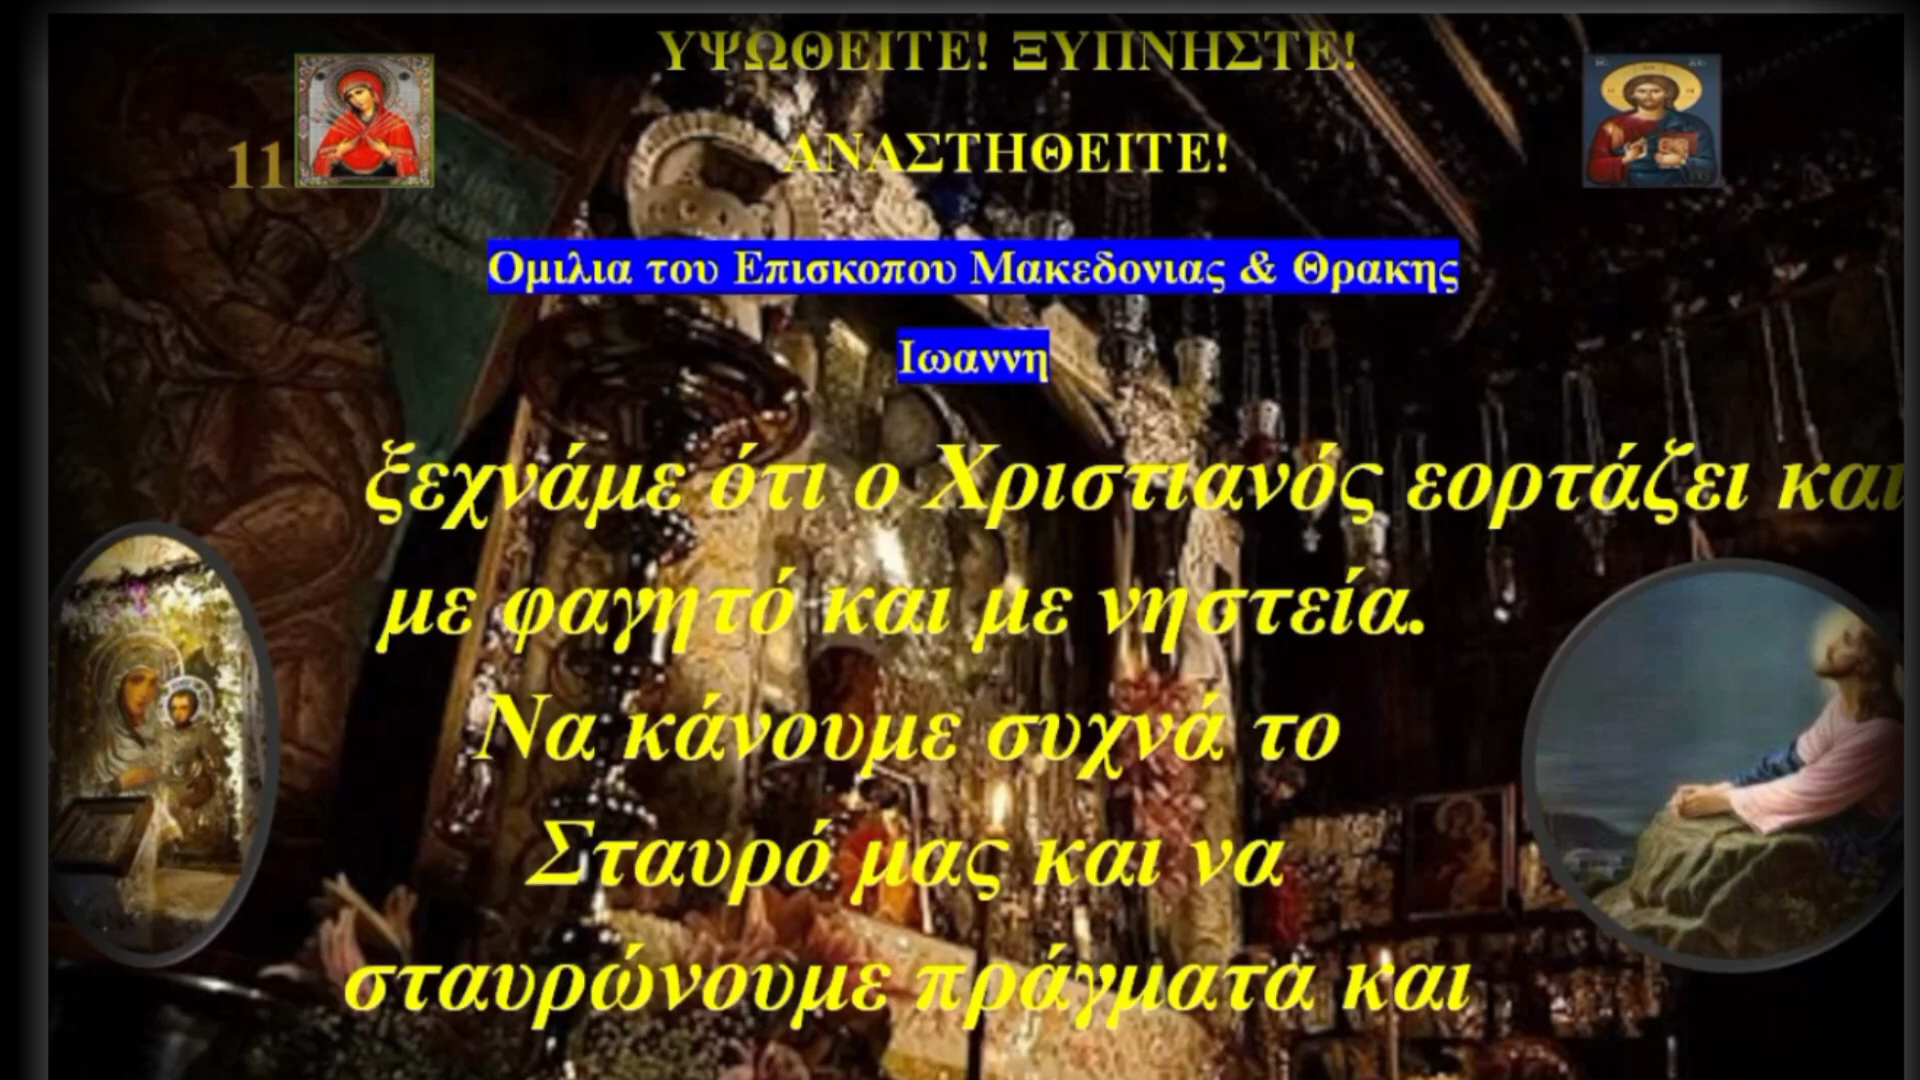 ΥΨΩΘΕΙΤΕ! ΞΥΠΝΗΣΤΕ!
ΑΝΑΣΤΗΘΕΙΤΕ!
11
Ομιλια του Επισκοπου Μακεδονιας & Θρακης
Ιωαννη
ξεχνάμε ότι ο Χριστιανός εορτάζει και
με φαγητό και με νηστεία.
Να κάνουμε συχνά το
Σταυρό μας και να
σταυρώνουμε πράγματα και